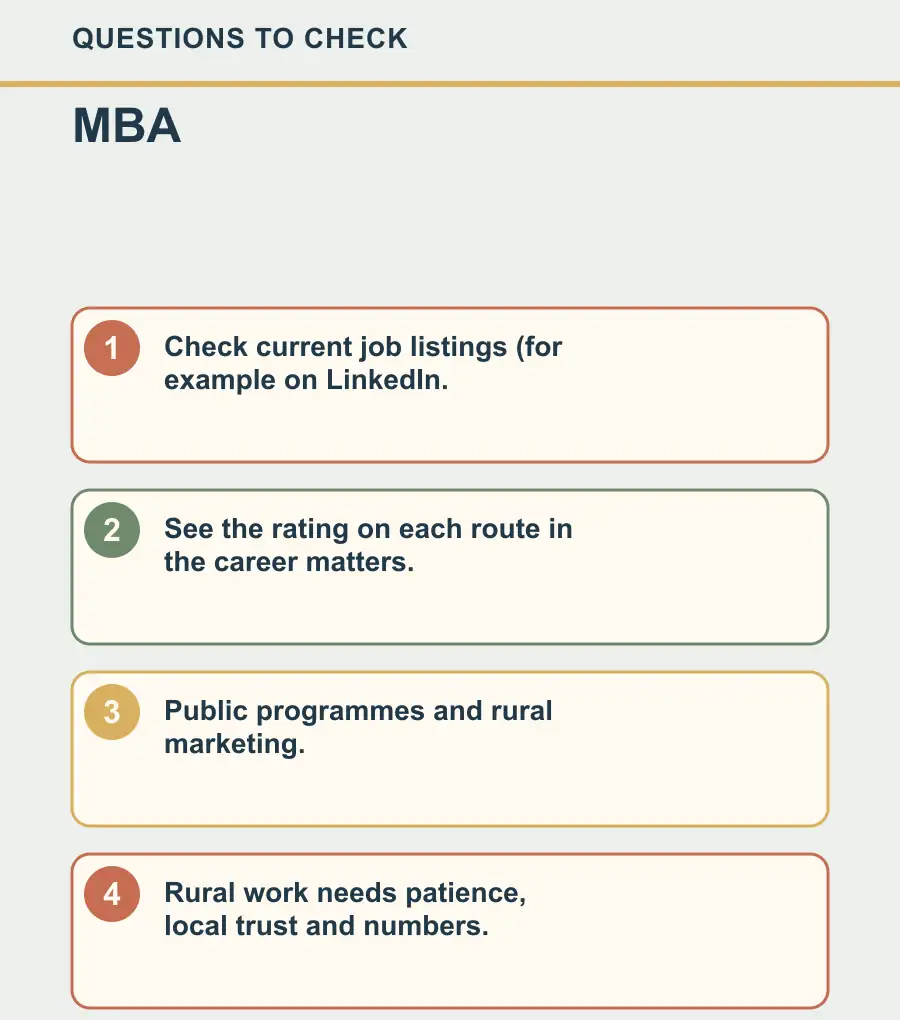 QUESTIONS TO CHECK
MBA
1
Check current job listings (for
example on LinkedIn.
2
See the rating on each route in
the career matters.
3
Public programmes and rural
marketing.
4
Rural work needs patience,
local trust and numbers.